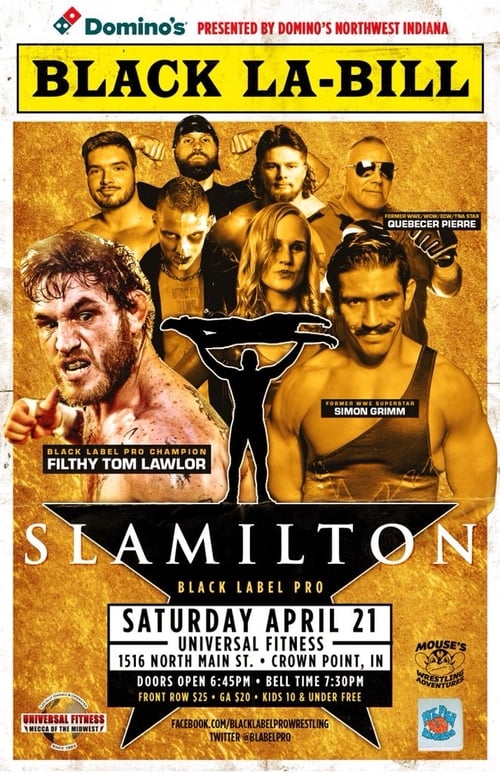 Domino's PRESENTED BY DOMINO'S NORTHWEST INDIANA
BLACK LA-BILL
FORMER WWE/WCW/ECW/TNA STAR
QUEBECER PIERRE
FORMER WWE SUPERSTAR
SIMON GRIMM
BLACK LABEL PRO CHAMPION
FILTHY TOM LAWLOR
SLAMILTON
BLACK LABEL PRO
SATURDAY APRIL 21
UNIVERSAL FITNESS
1516 NORTH MAIN ST. • CROWN POINT, IN
DOORS OPEN 6:45PM • BELL TIME 7:30PM
FRONT ROW $25 • GA $20 • KIDS 10 & UNDER FREE
FACEBOOK.COM/BLACKLABELPROWRESTLING
TWITTER @BLABELPRO
MOUSE'S
WRESTLING
ADVENTURES
UNIVERSAL FITNESS
MECCA OF THE MIDWEST